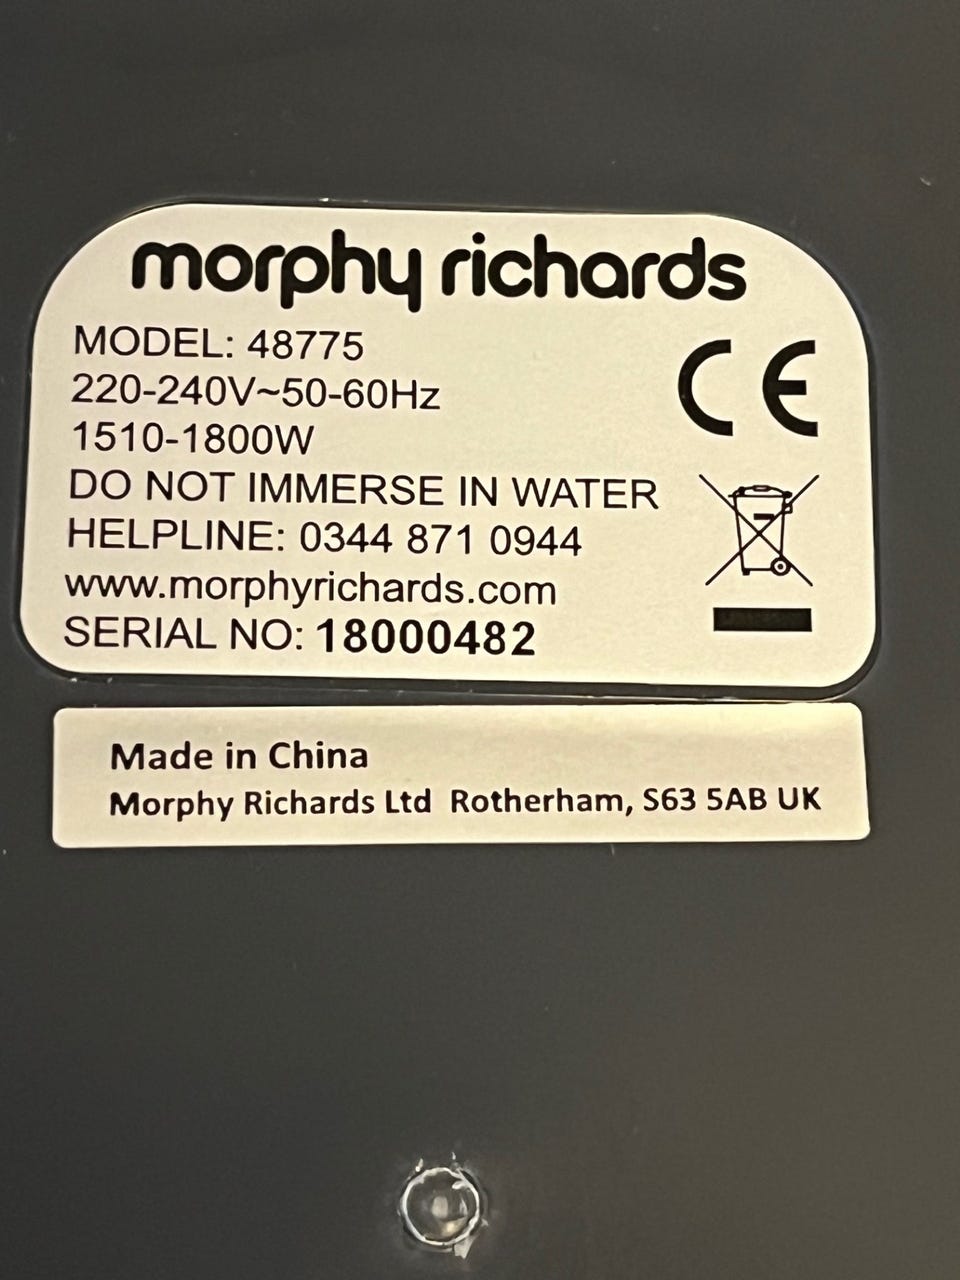 morphy richards
MODEL: 48775
220-240V~50-60Hz
1510-1800W
DO NOT IMMERSE IN WATER
HELPLINE: 0344 871 0944
www.morphyrichards.com
SERIAL NO: 18000482
CE
Made in China
Morphy Richards Ltd Rotherham, S63 5AB UK